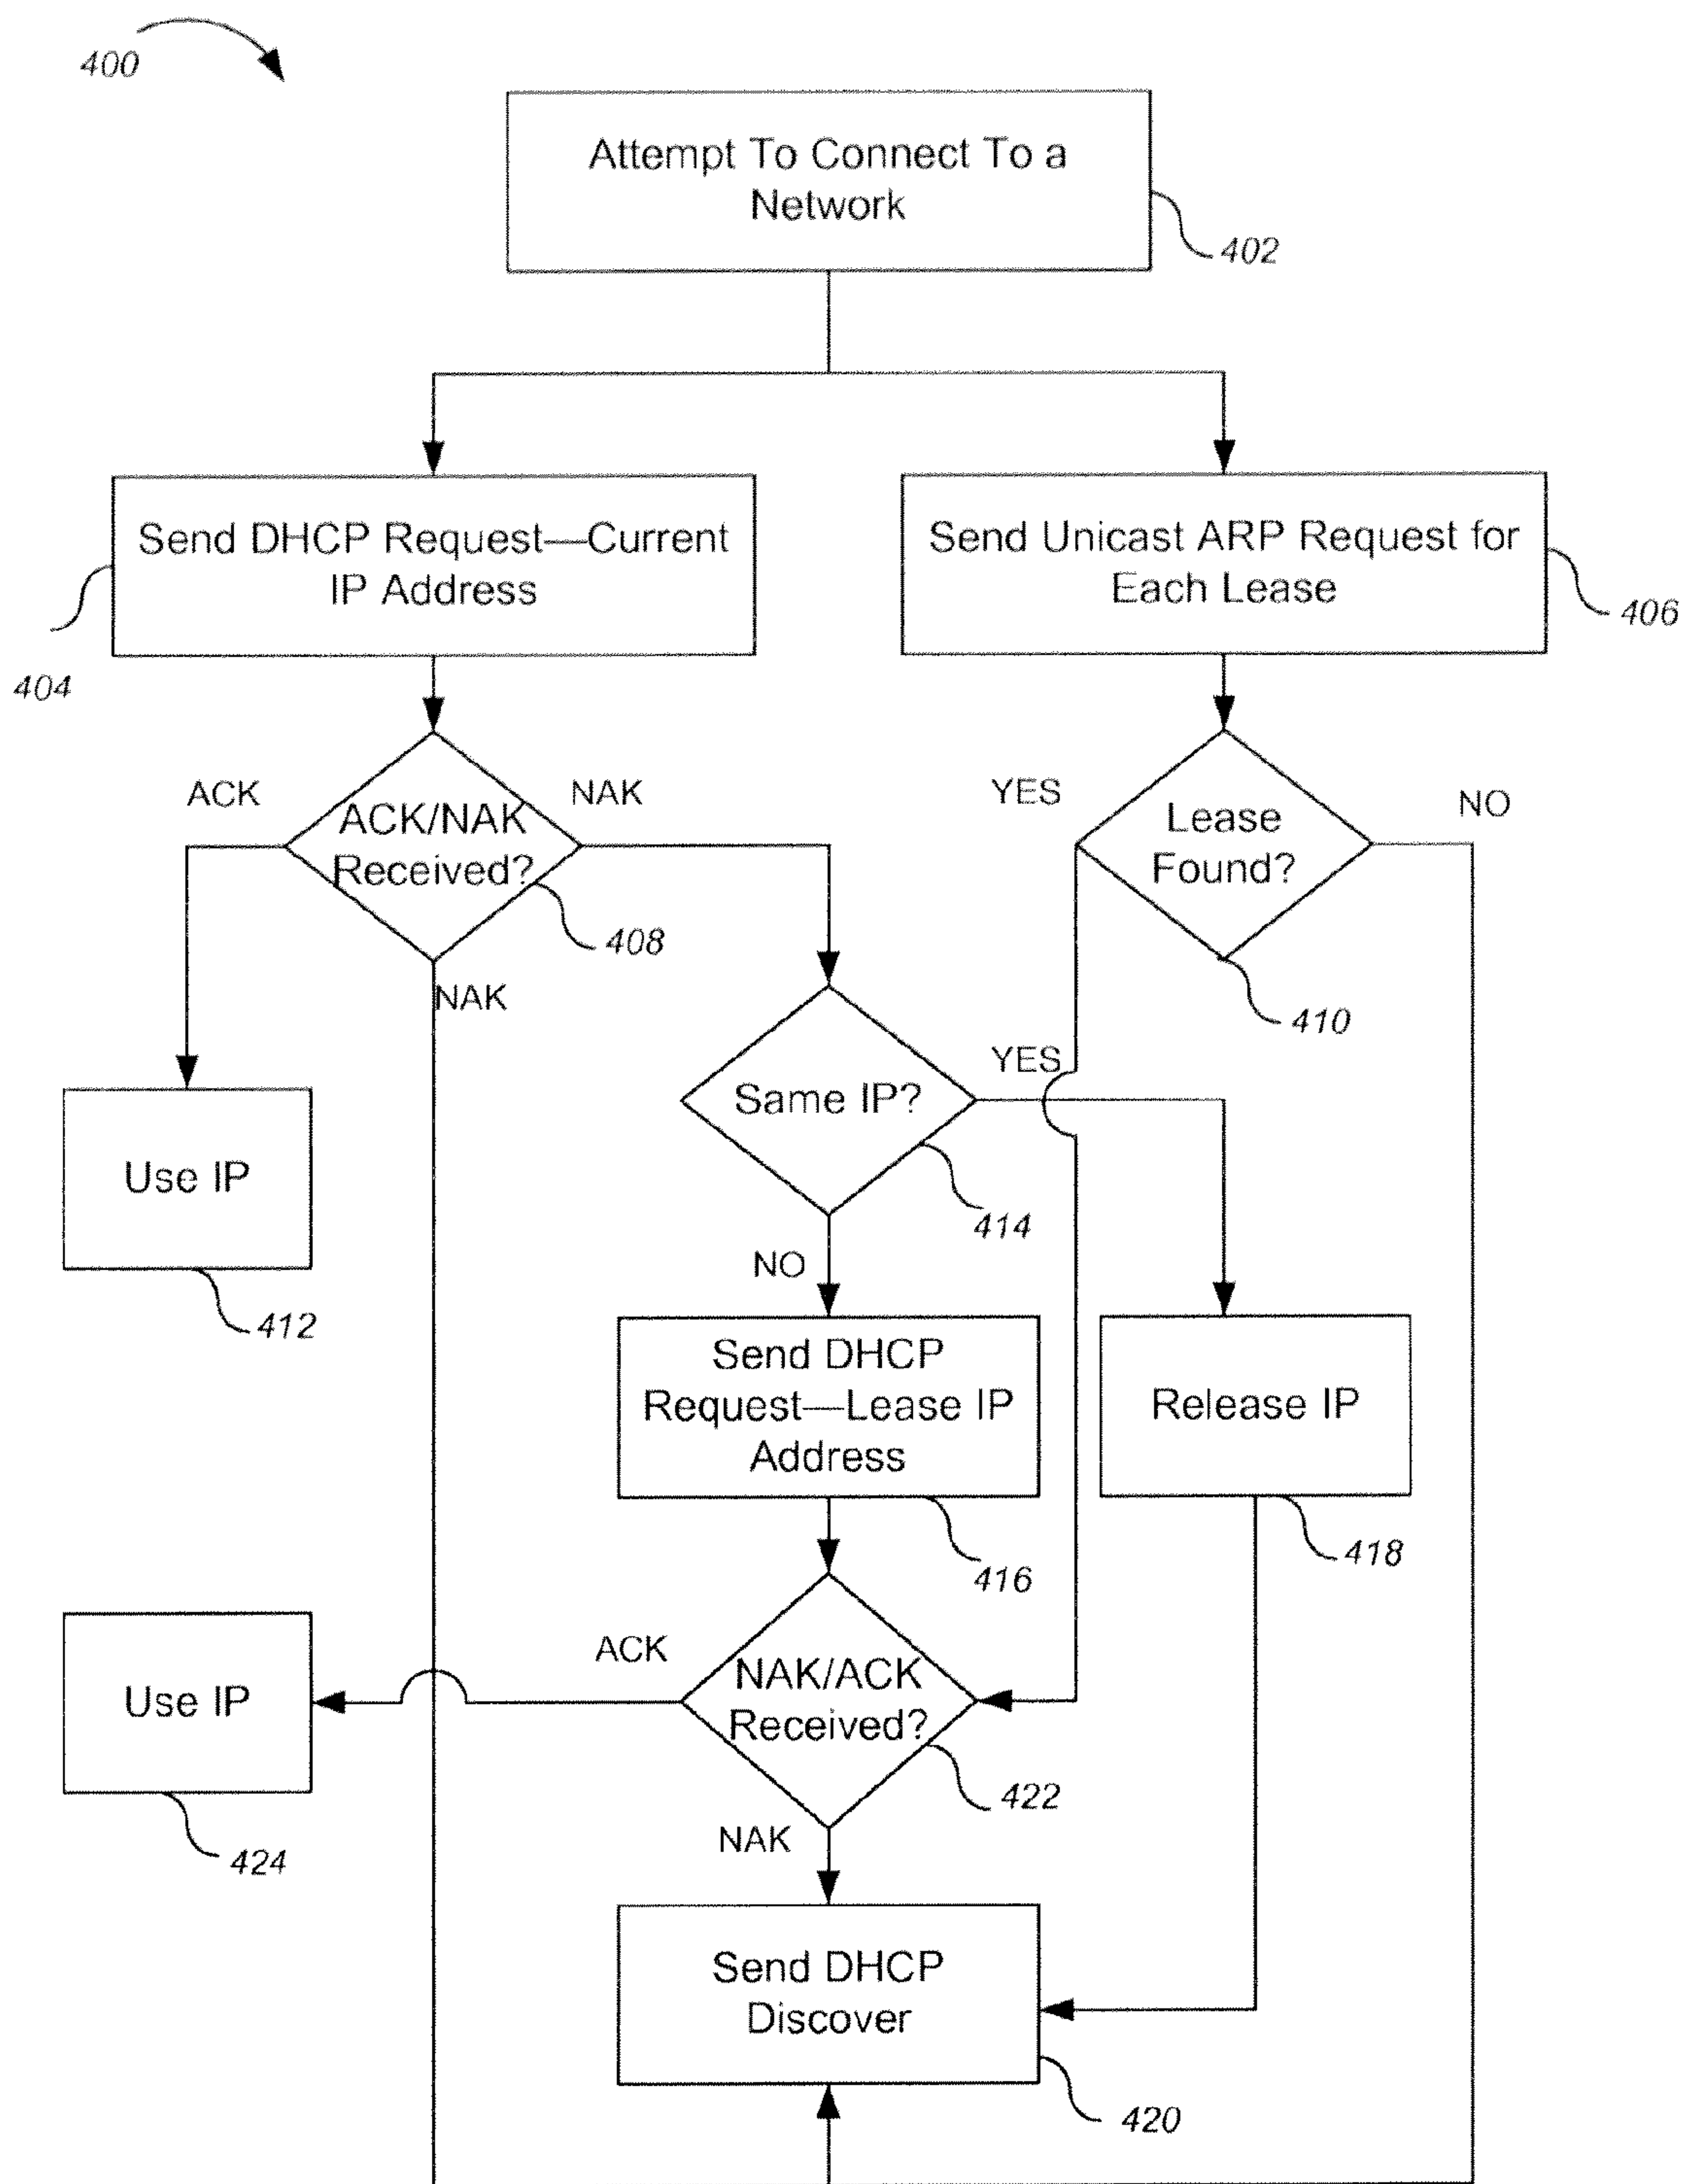 400
Attempt To Connect To a
Network
402
Send DHCP Request—Current
IP Address
404
Send Unicast ARP Request for
Each Lease
406
ACK
ACK/NAK
Received?
NAK
408
NAK
YES
Lease
Found?
NO
410
Use IP
412
Same IP?
YES
414
NO
Send DHCP
Request—Lease IP
Address
416
Release IP
418
Use IP
424
ACK
NAK/ACK
Received?
422
NAK
Send DHCP
Discover
420